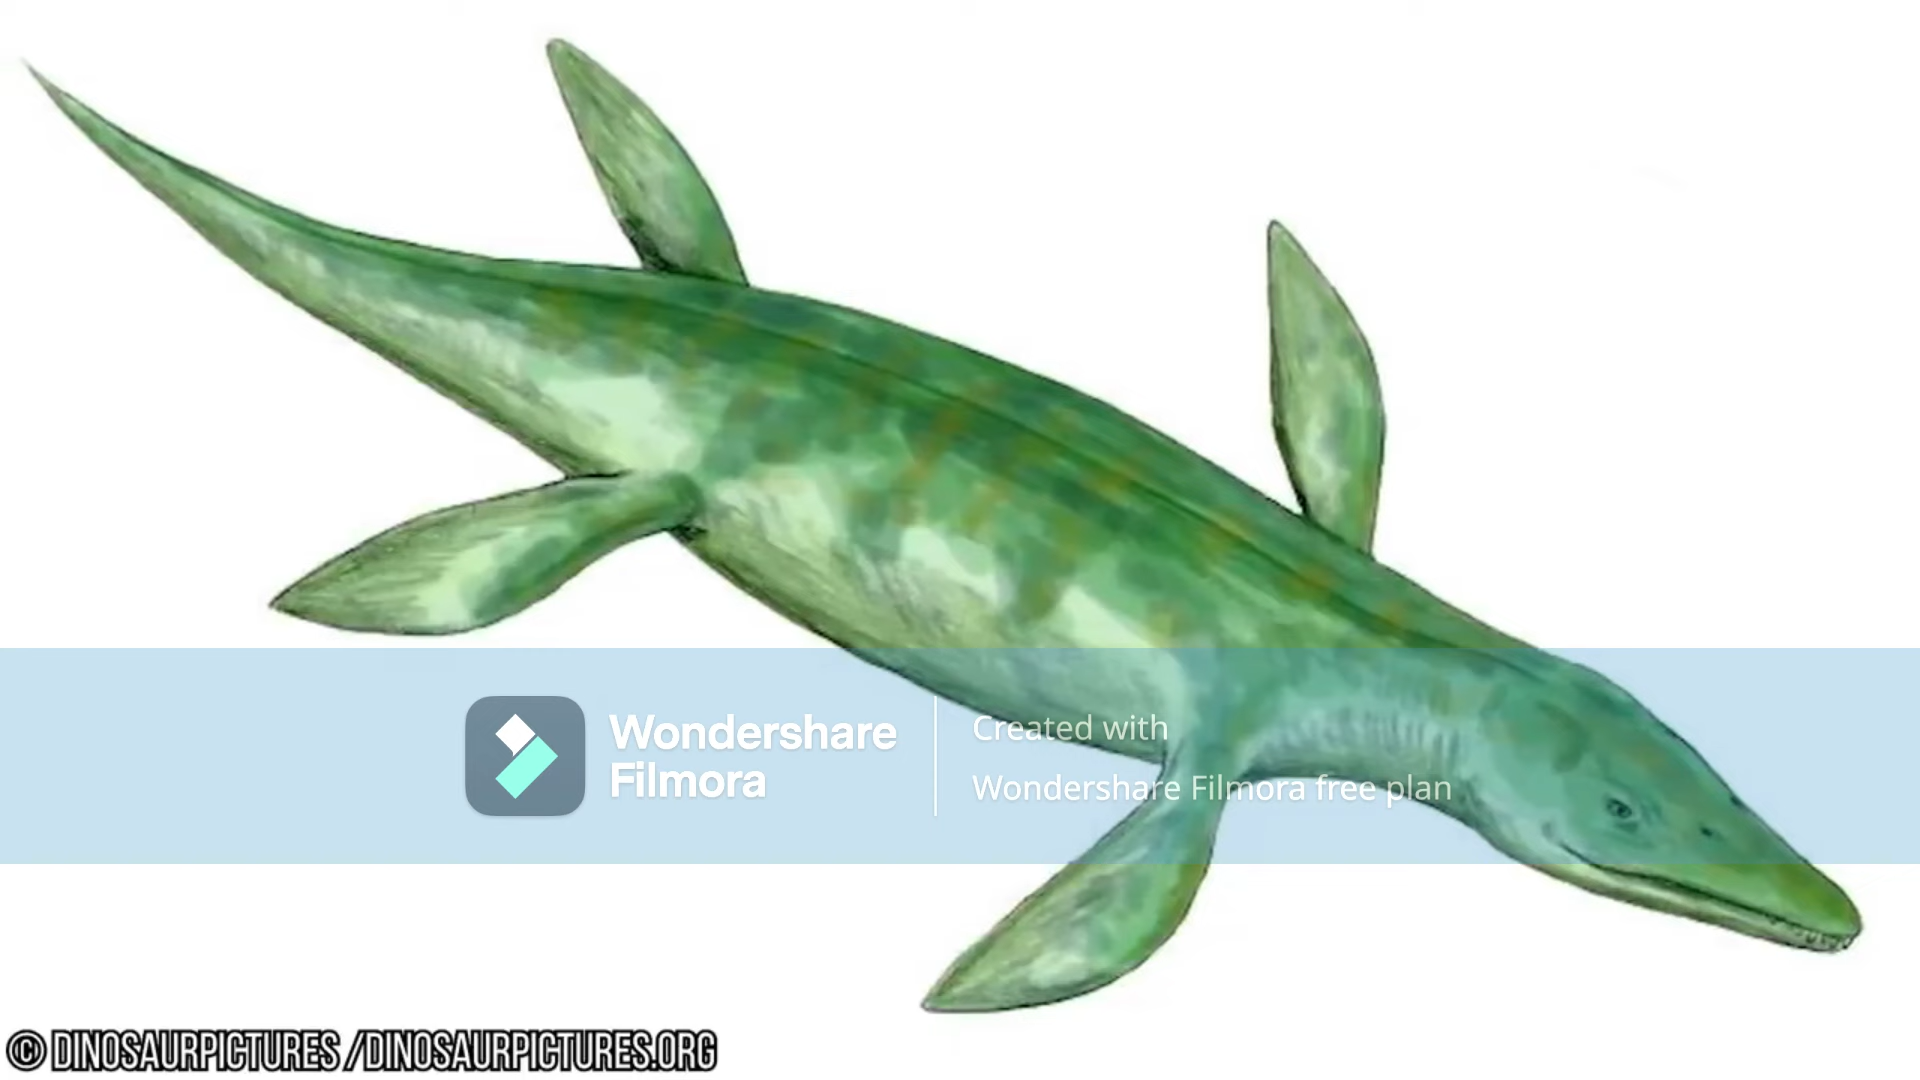 Wondershare
Filmora
Created with
Wondershare Filmora free plan
© DINOSAURPICTURES /DINOSAURPICTURES.ORG